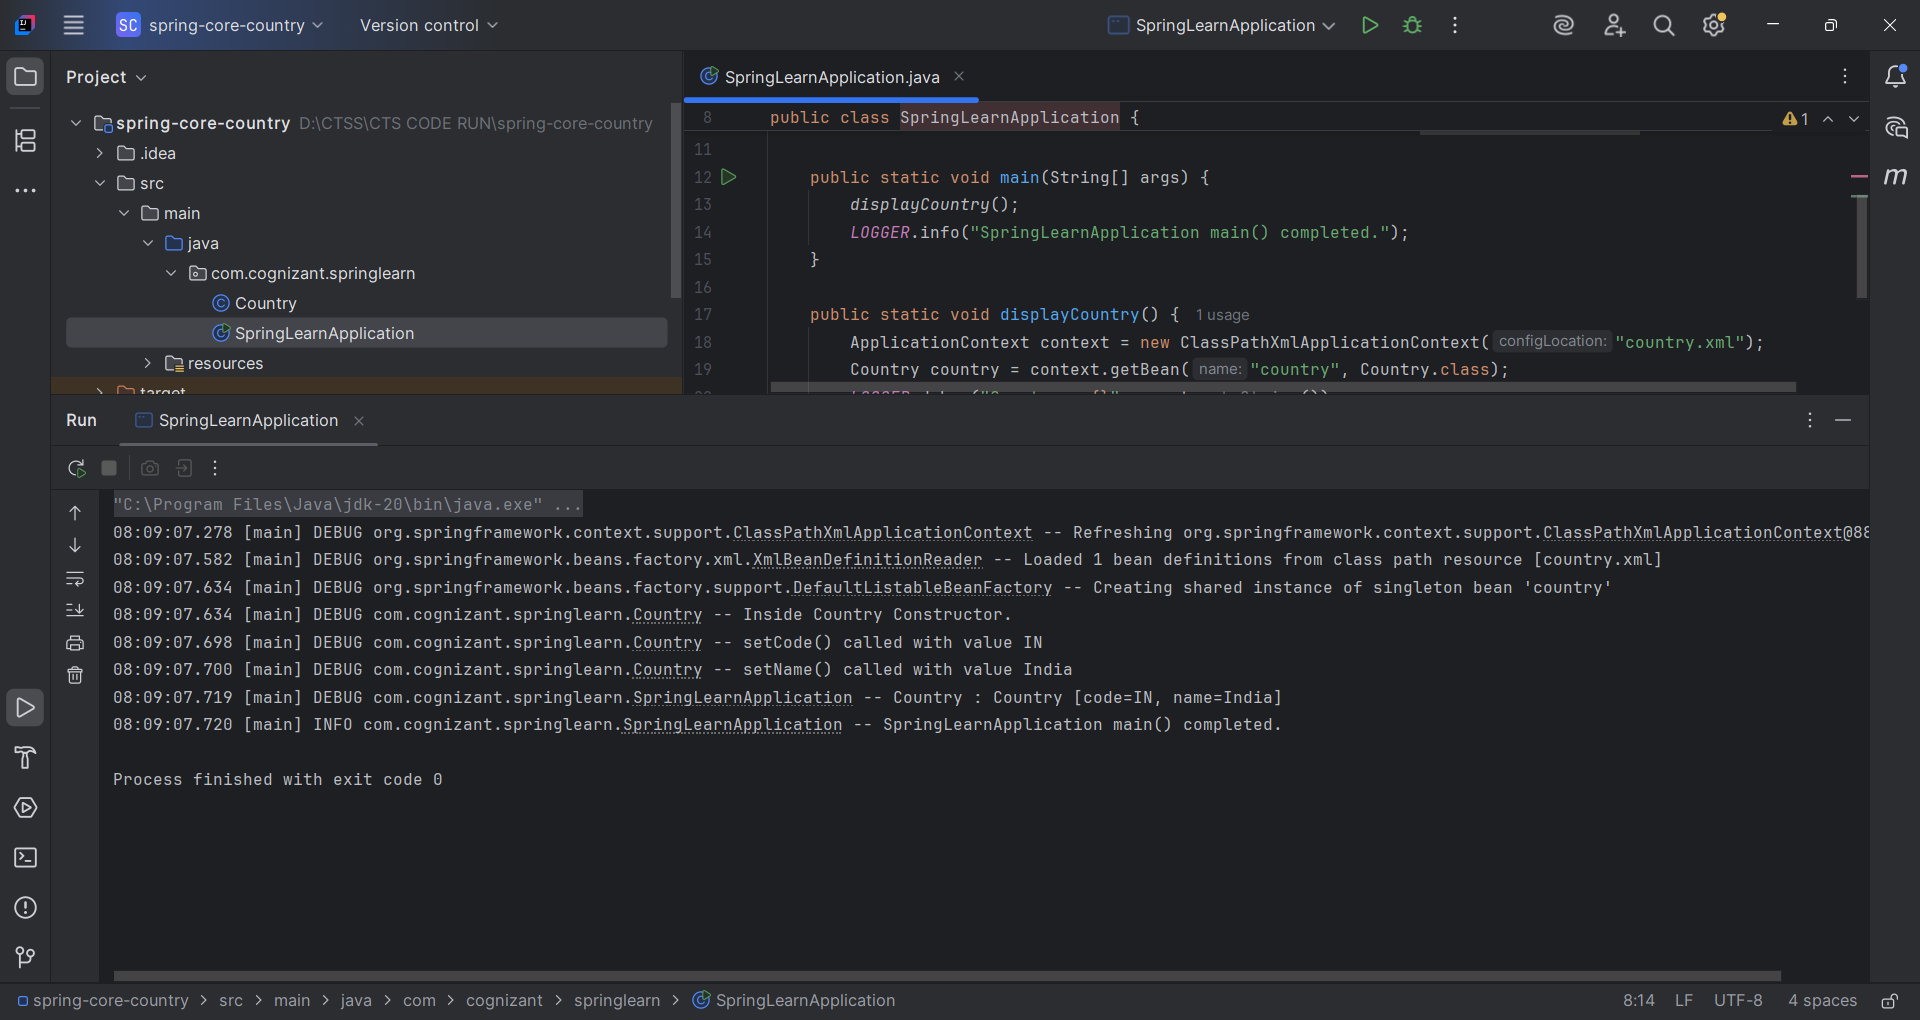 SC spring-core-country
Version control
SpringLearnApplication
Project
spring-core-country D:\CTSS\CTS CODE RUN\spring-core-country
.idea
src
main
java
com.cognizant.springlearn
Country
SpringLearnApplication
resources
target
SpringLearnApplication.java
8 public class SpringLearnApplication {
1
11
12 public static void main(String[] args) {
13 displayCountry();
14 LOGGER.info("SpringLearnApplication main() completed.");
15 }
16
17 public static void displayCountry() { 1 usage
18 ApplicationContext context = new ClassPathXmlApplicationContext( configLocation: "country.xml");
19 Country country = context.getBean( name: "country", Country.class);
Run
SpringLearnApplication
"C:\Program Files\Java\jdk-20\bin\java.exe" ...
08:09:07.278 [main] DEBUG org.springframework.context.support.ClassPathXmlApplicationContext -- Refreshing org.springframework.context.support.ClassPathXmlApplicationContext@88
08:09:07.582 [main] DEBUG org.springframework.beans.factory.xml.XmlBeanDefinitionReader -- Loaded 1 bean definitions from class path resource [country.xml]
08:09:07.634 [main] DEBUG org.springframework.beans.factory.support.DefaultListableBeanFactory -- Creating shared instance of singleton bean 'country'
08:09:07.634 [main] DEBUG com.cognizant.springlearn.Country -- Inside Country Constructor.
08:09:07.698 [main] DEBUG com.cognizant.springlearn.Country -- setCode() called with value IN
08:09:07.700 [main] DEBUG com.cognizant.springlearn.Country -- setName() called with value India
08:09:07.719 [main] DEBUG com.cognizant.springlearn.SpringLearnApplication -- Country : Country [code=IN, name=India]
08:09:07.720 [main] INFO com.cognizant.springlearn.SpringLearnApplication -- SpringLearnApplication main() completed.
Process finished with exit code 0
spring-core-country > src > main > java > com > cognizant > springlearn > SpringLearnApplication
8:14 LF UTF-8 4 spaces